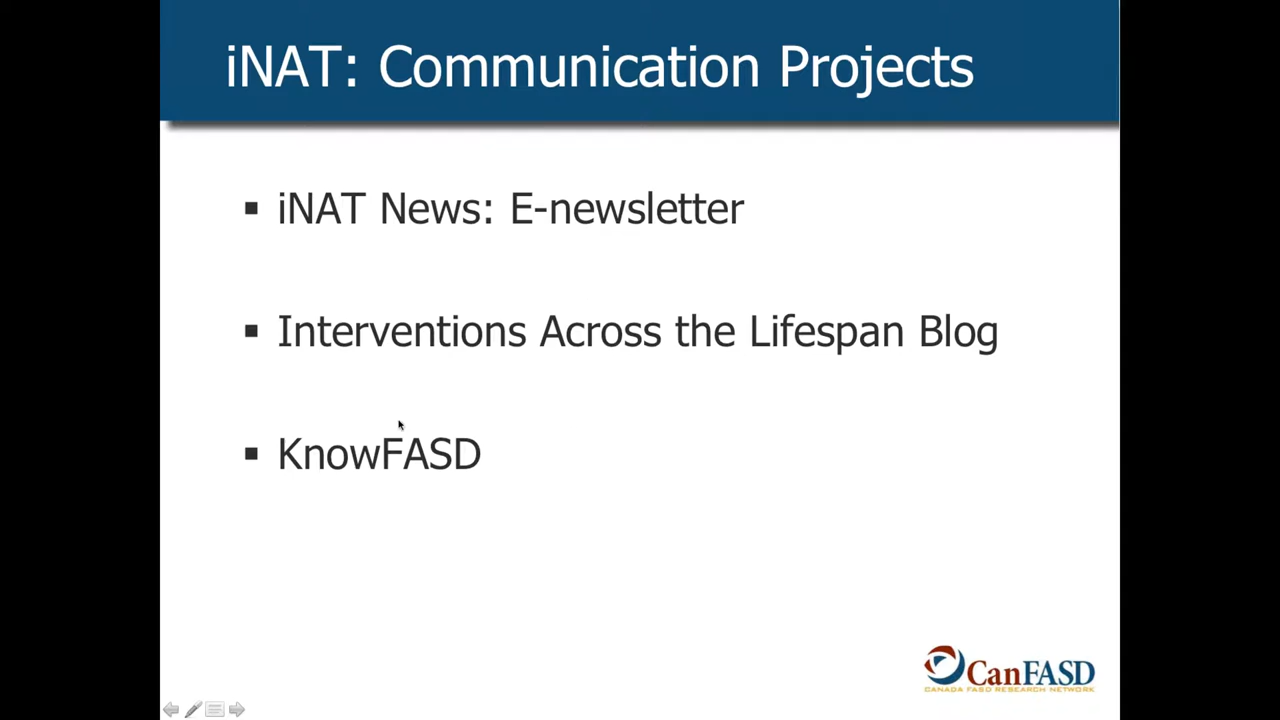 iNAT: Communication Projects
▪ iNAT News: E-newsletter
▪ Interventions Across the Lifespan Blog
▪ KnowFASD
CanFASD
CANADA FASD RESEARCH NETWORK